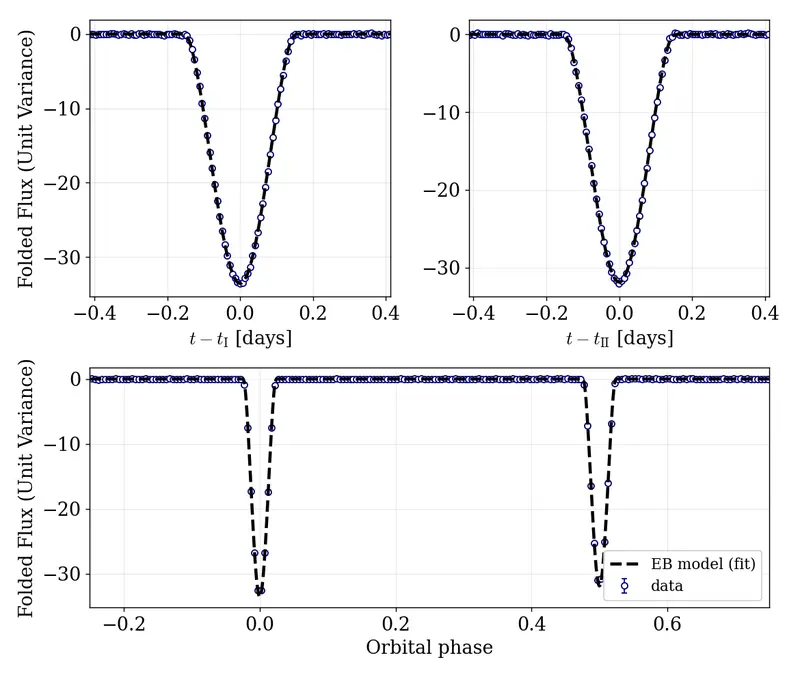 Folded Flux (Unit Variance)
0
−10
−20
−30
−0.4 −0.2 0.0 0.2 0.4
t − t_I [days]
0
−10
−20
−30
−0.4 −0.2 0.0 0.2 0.4
t − t_II [days]
Folded Flux (Unit Variance)
0
−10
−20
−30
EB model (fit)
data
−0.2 0.0 0.2 0.4 0.6
Orbital phase